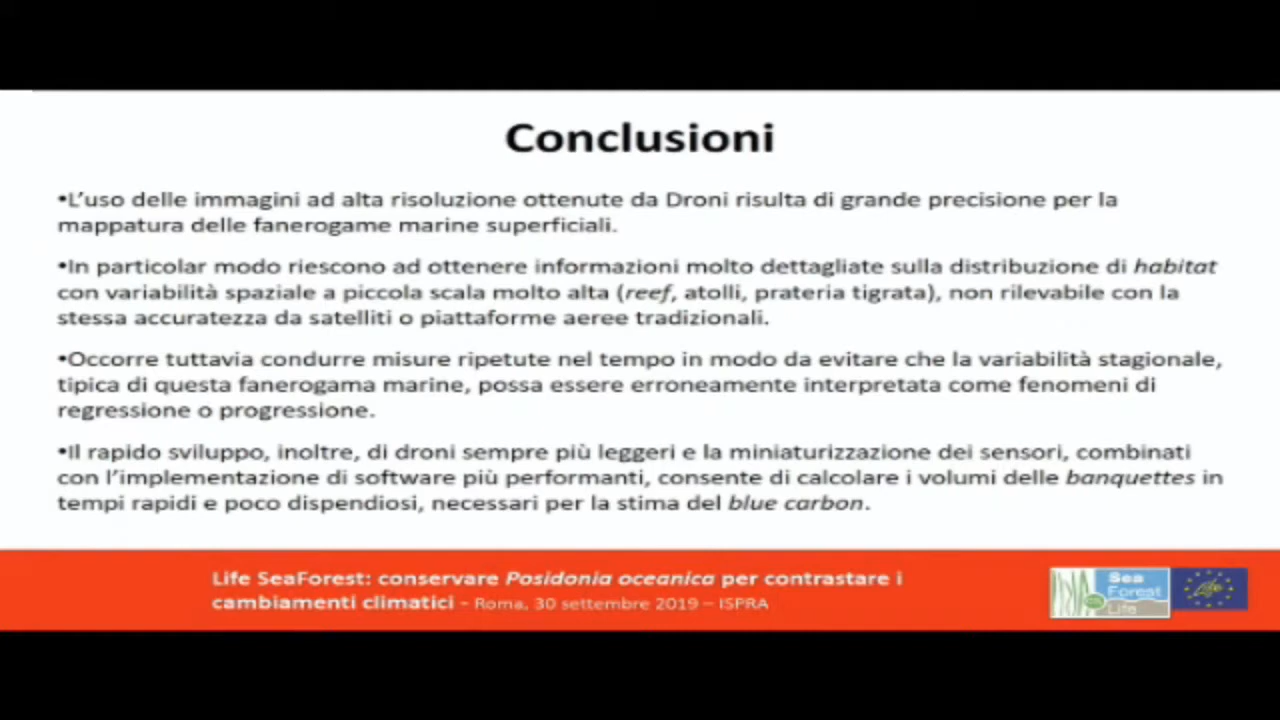 Conclusioni
•L’uso delle immagini ad alta risoluzione ottenute da Droni risulta di grande precisione per la
mappatura delle fanerogame marine superficiali.
•In particolar modo riescono ad ottenere informazioni molto dettagliate sulla distribuzione di habitat
con variabilità spaziale a piccola scala molto alta (reef, atolli, prateria tigrata), non rilevabile con la
stessa accuratezza da satelliti o piattaforme aeree tradizionali.
•Occorre tuttavia condurre misure ripetute nel tempo in modo da evitare che la variabilità stagionale,
tipica di questa fanerogama marine, possa essere erroneamente interpretata come fenomeni di
regressione o progressione.
•Il rapido sviluppo, inoltre, di droni sempre più leggeri e la miniaturizzazione dei sensori, combinati
con l’implementazione di software più performanti, consente di calcolare i volumi delle banquettes in
tempi rapidi e poco dispendiosi, necessari per la stima del blue carbon.
Life SeaForest: conservare Posidonia oceanica per contrastare i
cambiamenti climatici – Roma, 30 settembre 2019 – ISPRA
Sea
Forest
Life
Life